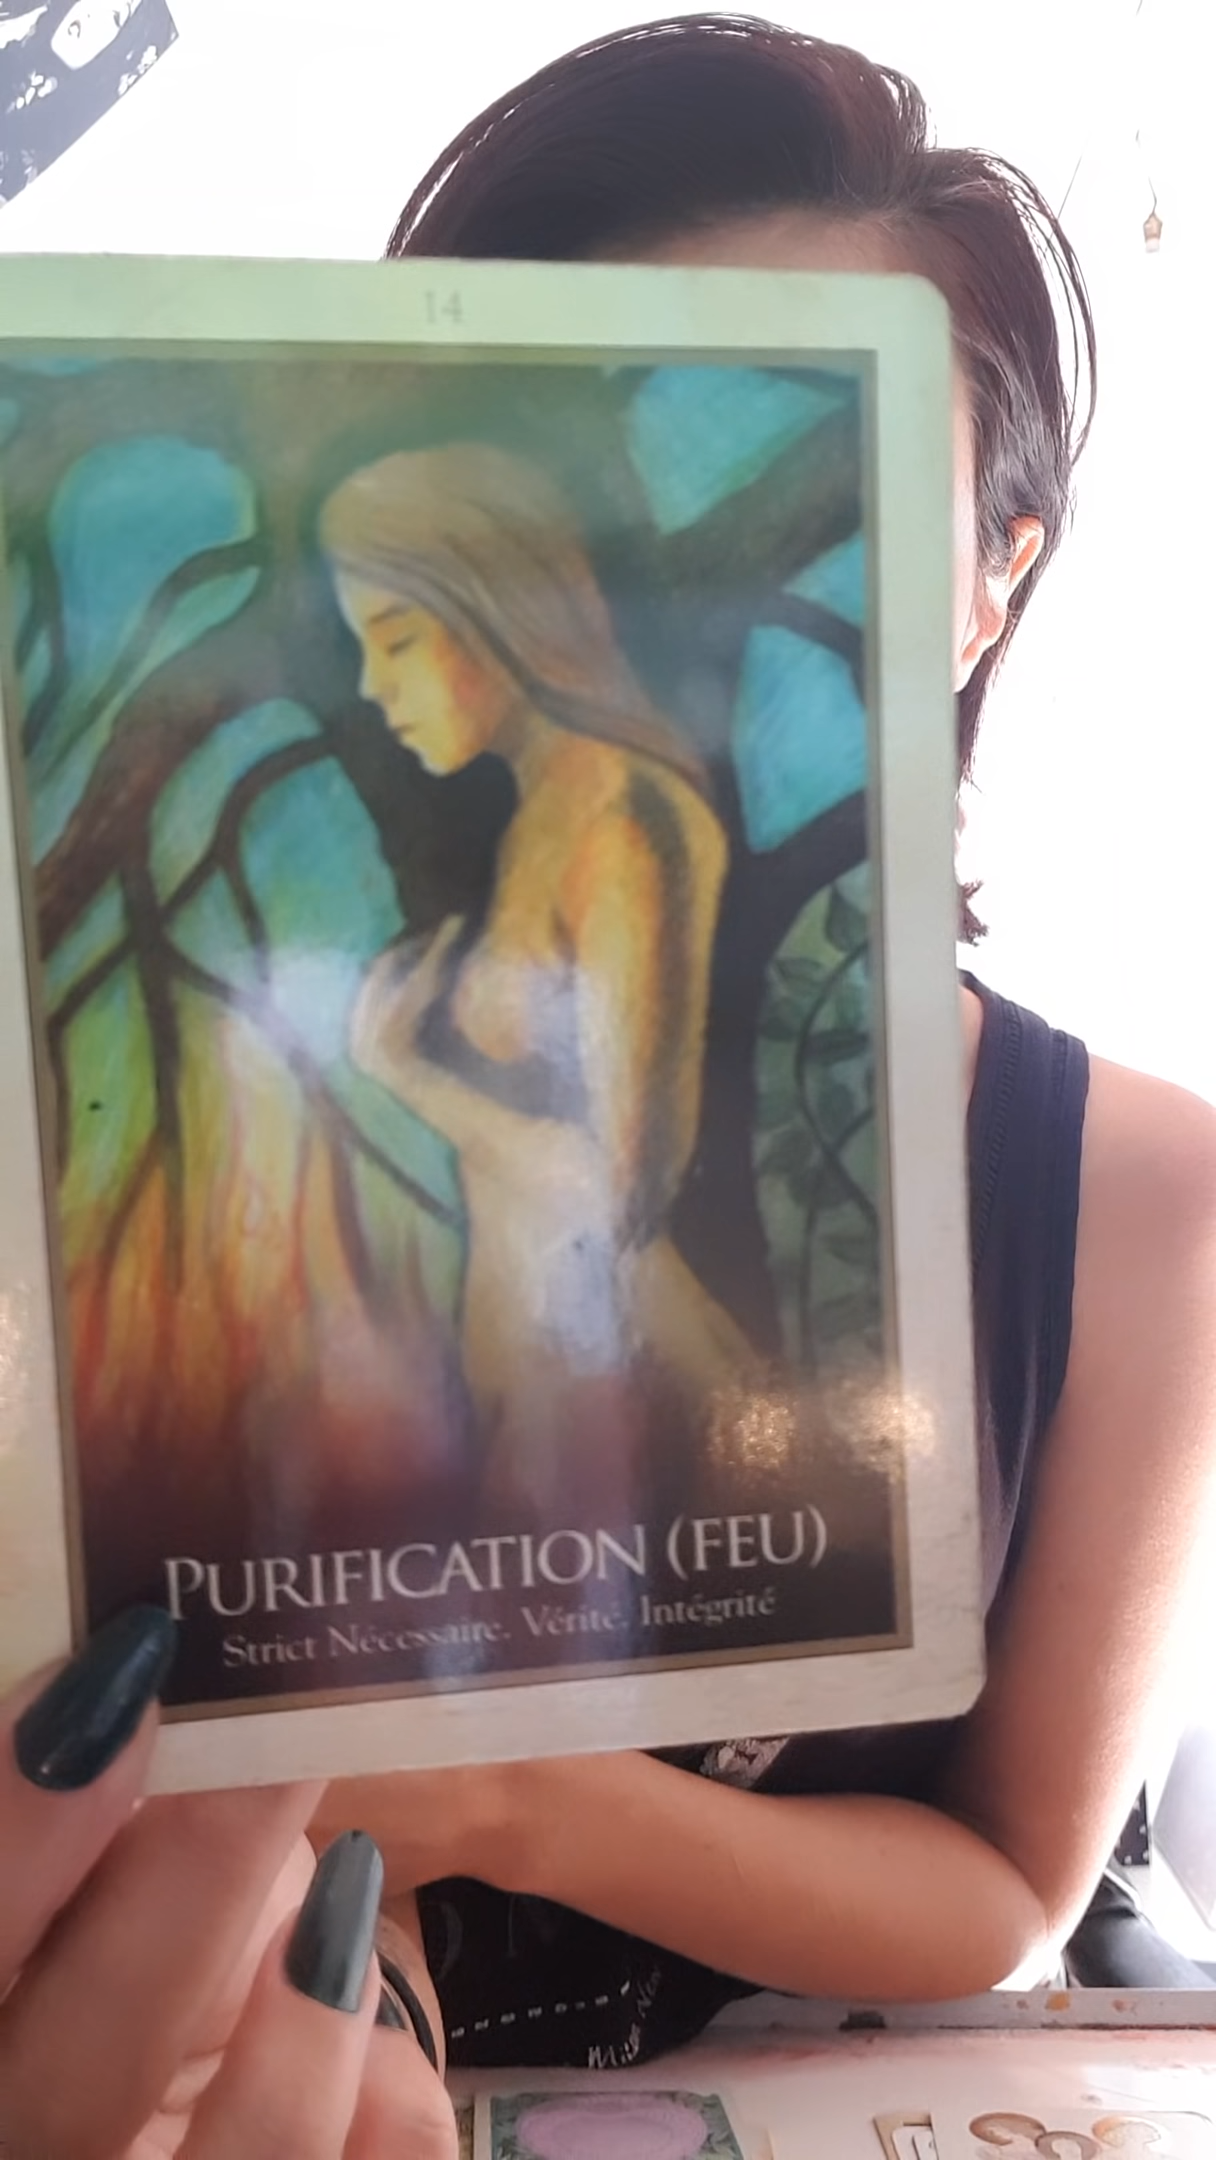 14
PURIFICATION (FEU)
Strict Nécessaire, Vérité, Intégrité